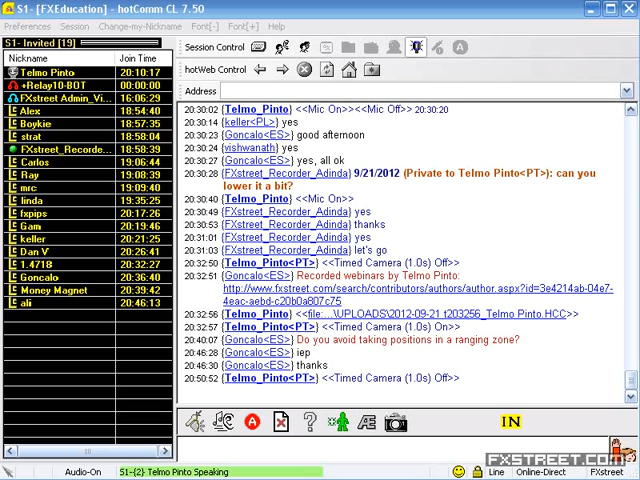 S1- [FXEducation] - hotComm CL 7.50
Preferences Session Change-my-Nickname Font[-] Font[+] Help
S1- Invited [19]
Nickname Join Time
Telmo Pinto 20:10:17
+Relay10-BOT 00:00:00
FXstreet Admin_Vi... 16:06:29
Alex 18:54:40
Boykie 18:57:35
strat 18:58:04
FXstreet_Recorde... 18:58:39
Carlos 19:06:44
Ray 19:08:39
mrc 19:09:40
linda 19:35:25
fxpips 20:17:26
Gam 20:19:46
keller 20:21:25
Dan V 20:26:41
1.4718 20:32:27
Goncalo 20:36:40
Money Magnet 20:39:42
ali 20:46:13
Session Control
hotWeb Control
Address
20:30:02 {Telmo_Pinto} <<Mic On>><<Mic Off>> 20:30:20
20:30:14 {keller<PL>} yes
20:30:23 {Goncalo<ES>} good afternoon
20:30:24 {vishwanath} yes
20:30:27 {Goncalo<ES>} yes, all ok
20:30:28 {FXstreet_Recorder_Adinda} 9/21/2012 (Private to Telmo Pinto<PT>): can you
lower it a bit?
20:30:40 {Telmo_Pinto} <<Mic On>>
20:30:49 {FXstreet_Recorder_Adinda} yes
20:30:53 {FXstreet_Recorder_Adinda} thanks
20:31:01 {FXstreet_Recorder_Adinda} yes
20:31:03 {FXstreet_Recorder_Adinda} let's go
20:32:50 {Telmo_Pinto<PT>} <<Timed Camera (1.0s) Off>>
20:32:51 {Goncalo<ES>} Recorded webinars by Telmo Pinto:
http://www.fxstreet.com/search/contributors/authors/author.aspx?id=3e4214ab-04e7-
4eac-aebd-c20b0a807c75
20:32:56 {Telmo_Pinto} <<file:...\UPLOADS\2012-09-21 t203256_Telmo Pinto.HCC>>
20:32:57 {Telmo_Pinto<PT>} <<Timed Camera (1.0s) On>>
20:40:07 {Goncalo<ES>} Do you avoid taking positions in a ranging zone?
20:46:28 {Goncalo<ES>} iep
20:46:30 {Goncalo<ES>} thanks
20:50:52 {Telmo_Pinto<PT>} <<Timed Camera (1.0s) Off>>
IN
FXSTREET.COM
Audio-On S1-{2} Telmo Pinto Speaking Line Online-Direct FXstreet